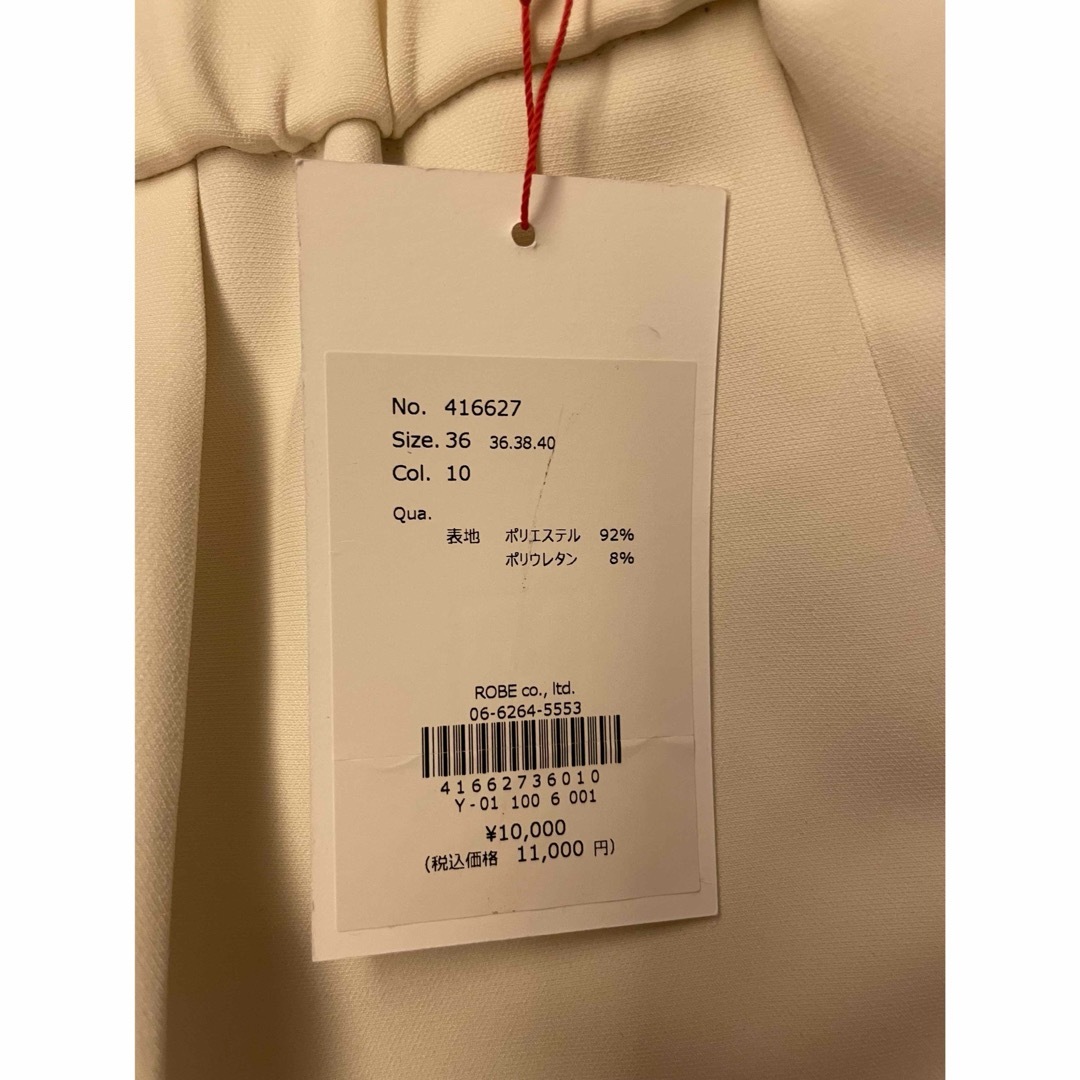 No. 416627
Size. 36 36.38.40
Col. 10
Qua.
表地 ポリエステル 92%
ポリウレタン 8%
ROBE co., ltd.
06-6264-5553
41662736010
Y-01 100 6 001
¥10,000
(税込価格 11,000 円)